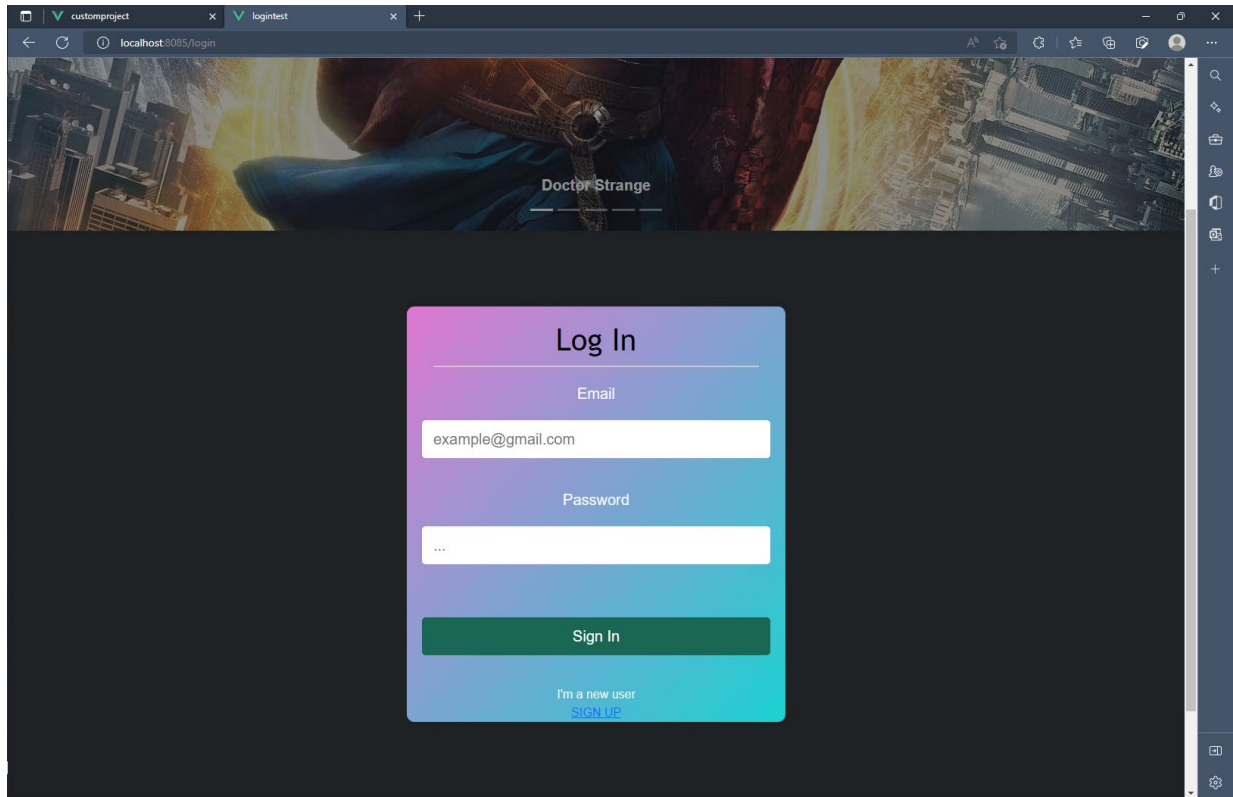 customproject
logintest
localhost:8085/login
Doctor Strange
Log In
Email
example@gmail.com
Password
...
Sign In
I'm a new user
SIGN UP